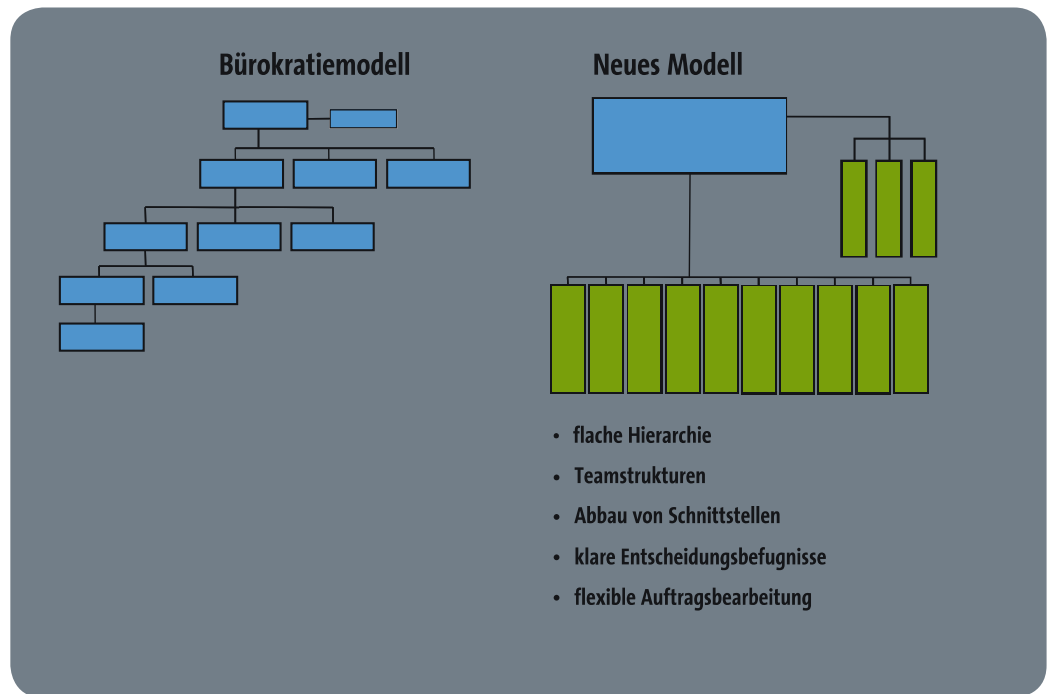 Bürokratiemodell
Neues Modell
• flache Hierarchie
• Teamstrukturen
• Abbau von Schnittstellen
• klare Entscheidungsbefugnisse
• flexible Auftragsbearbeitung